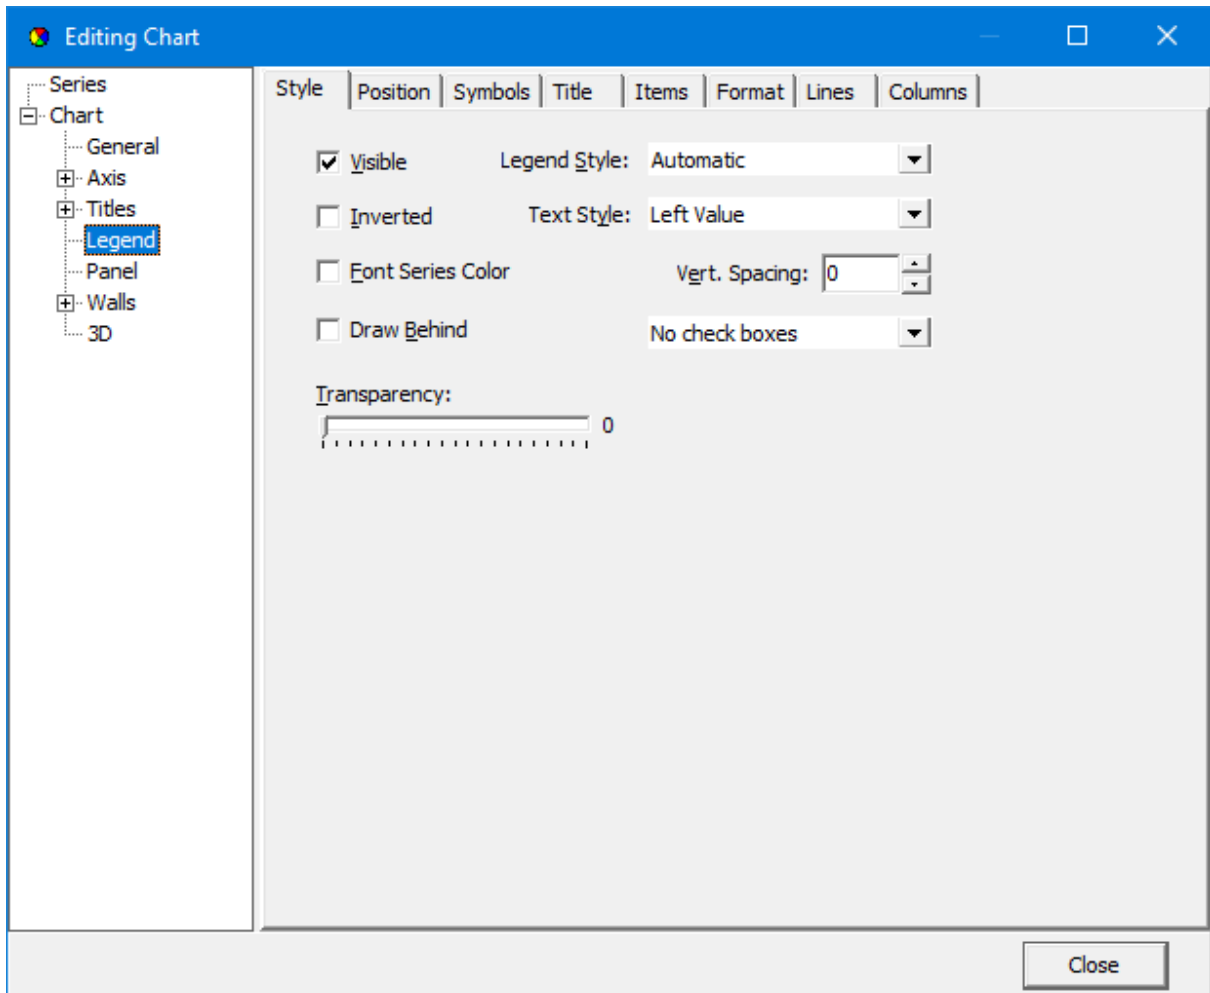 Editing Chart
Series
Chart
General
Axis
Titles
Legend
Panel
Walls
3D
Style Position Symbols Title Items Format Lines Columns
Visible Legend Style: Automatic
Inverted Text Style: Left Value
Font Series Color Vert. Spacing: 0
Draw Behind No check boxes
Transparency:
0
Close